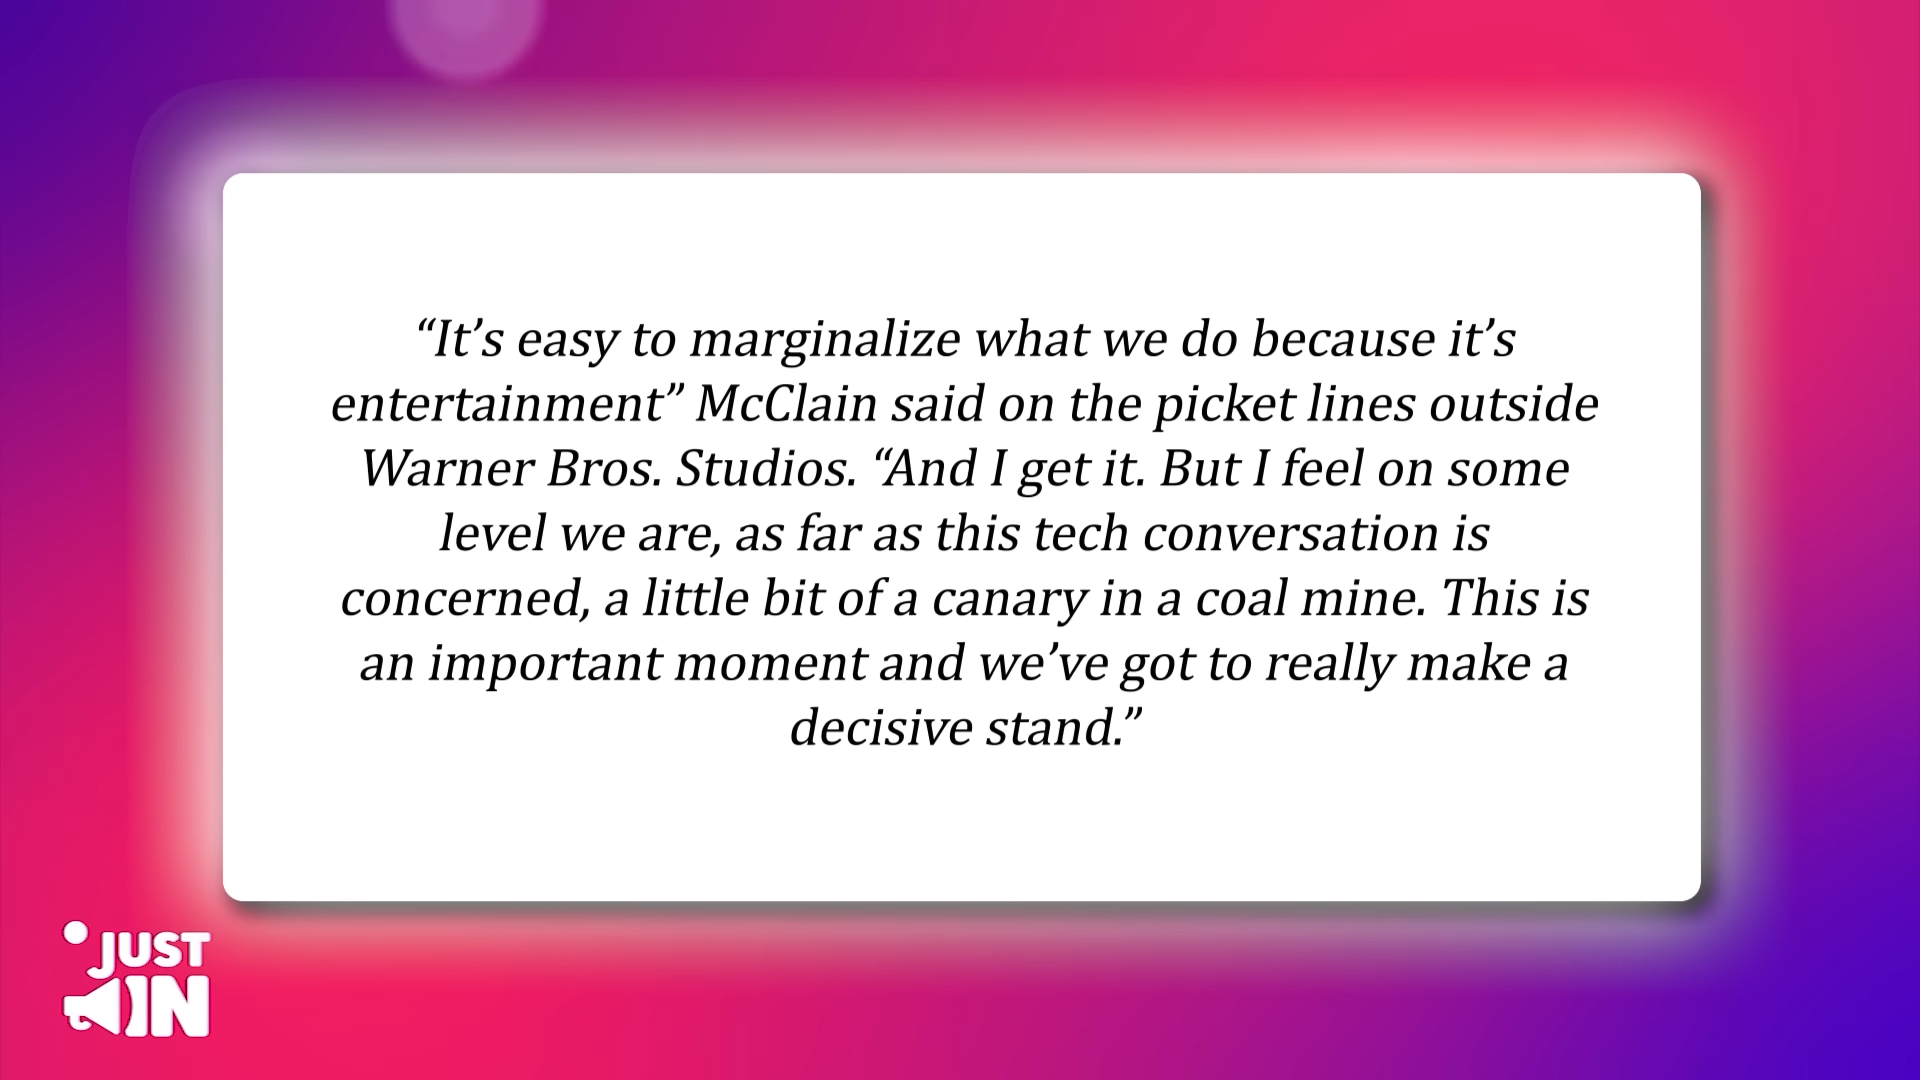 “It’s easy to marginalize what we do because it’s
entertainment” McClain said on the picket lines outside
Warner Bros. Studios. “And I get it. But I feel on some
level we are, as far as this tech conversation is
concerned, a little bit of a canary in a coal mine. This is
an important moment and we’ve got to really make a
decisive stand.”
JUST
IN